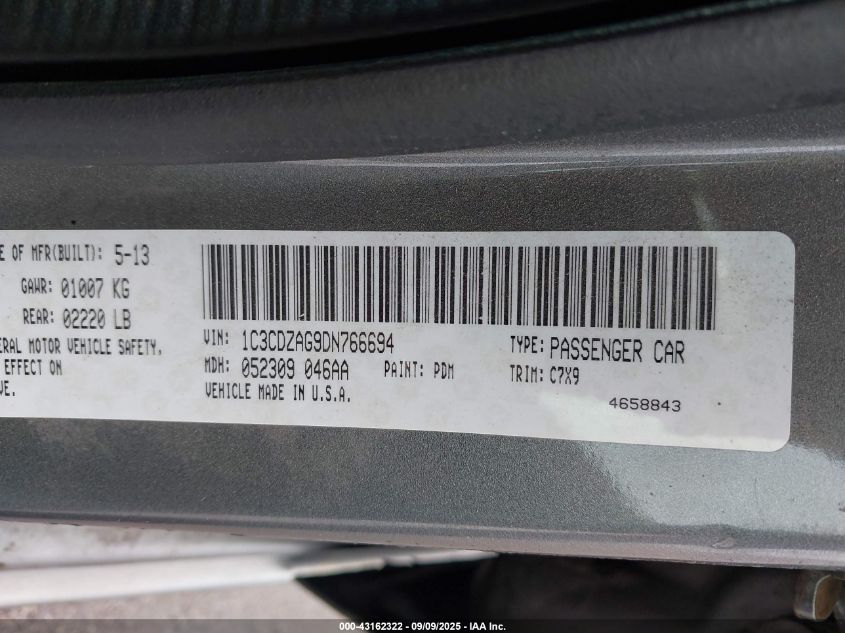 E OF MFR(BUILT): 5-13
GAWR: 01007 KG
REAR: 02220 LB
ERAL MOTOR VEHICLE SAFETY,
EFFECT ON
VE.
VIN: 1C3CDZAG9DN766694
TYPE: PASSENGER CAR
MDH: 052309 046AA
PAINT: PDM
TRIM: C7X9
VEHICLE MADE IN U.S.A.
4658843
000-43162322 - 09/09/2025 - IAA Inc.